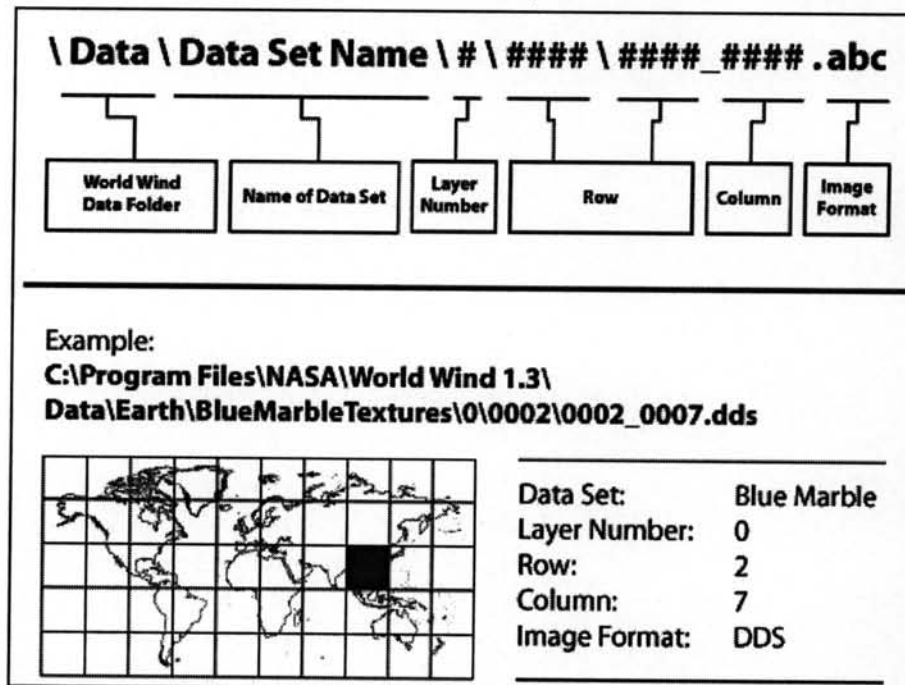 \ Data \ Data Set Name \ # \ #### \ ####_#### .abc
World Wind
Data Folder
Name of Data Set
Layer
Number
Row
Column
Image
Format
Example:
C:\Program Files\NASA\World Wind 1.3\
Data\Earth\BlueMarbleTextures\0\0002\0002_0007.dds
Data Set: Blue Marble
Layer Number: 0
Row: 2
Column: 7
Image Format: DDS